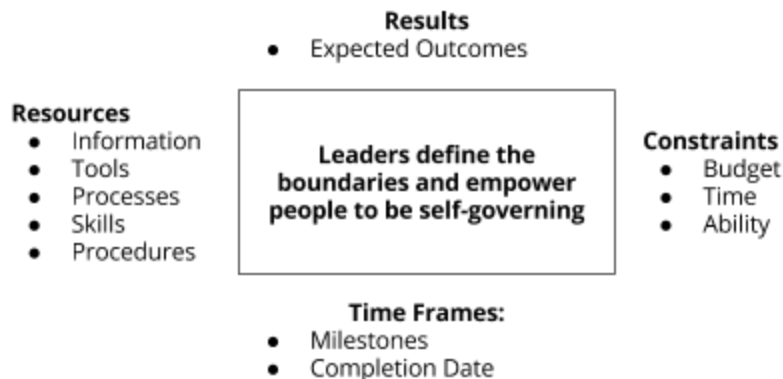 Results
● Expected Outcomes
Resources
● Information
● Tools
● Processes
● Skills
● Procedures
Leaders define the
boundaries and empower
people to be self-governing
Constraints
● Budget
● Time
● Ability
Time Frames:
● Milestones
● Completion Date